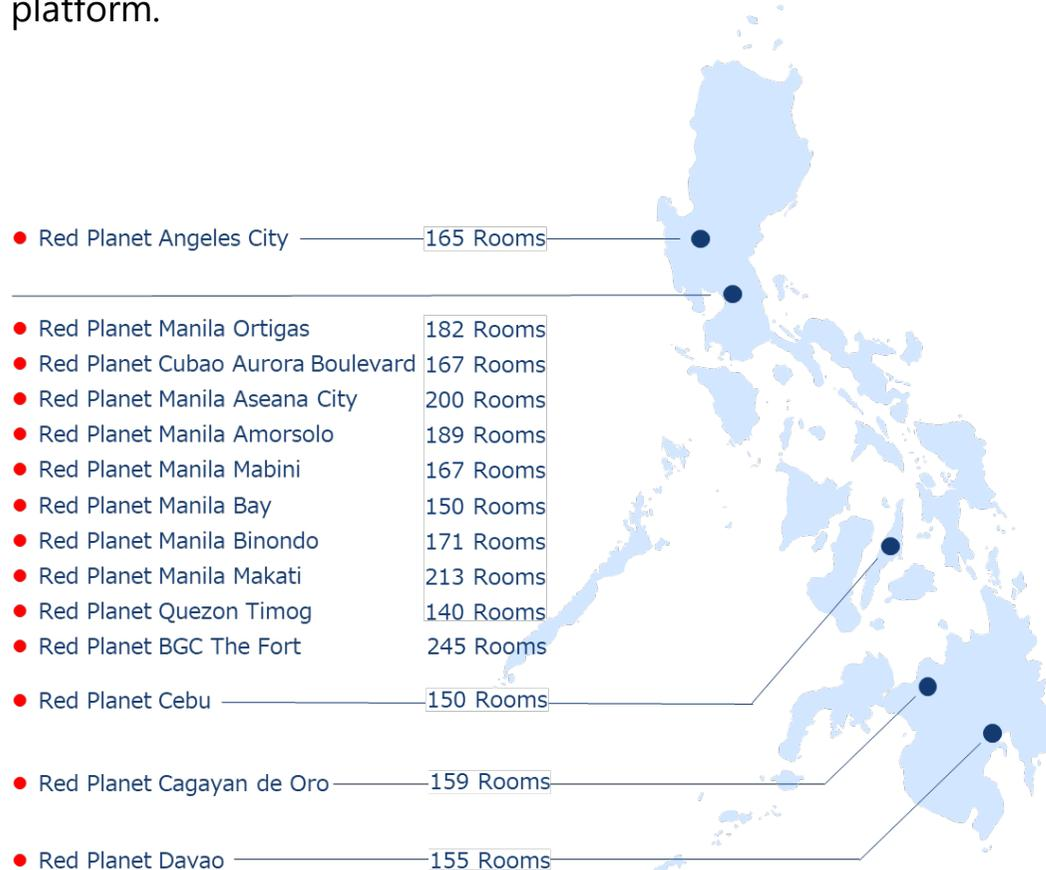 platform.
Red Planet Angeles City 165 Rooms
Red Planet Manila Ortigas 182 Rooms
Red Planet Cubao Aurora Boulevard 167 Rooms
Red Planet Manila Aseana City 200 Rooms
Red Planet Manila Amorsolo 189 Rooms
Red Planet Manila Mabini 167 Rooms
Red Planet Manila Bay 150 Rooms
Red Planet Manila Binondo 171 Rooms
Red Planet Manila Makati 213 Rooms
Red Planet Quezon Timog 140 Rooms
Red Planet BGC The Fort 245 Rooms
Red Planet Cebu 150 Rooms
Red Planet Cagayan de Oro 159 Rooms
Red Planet Davao 155 Rooms